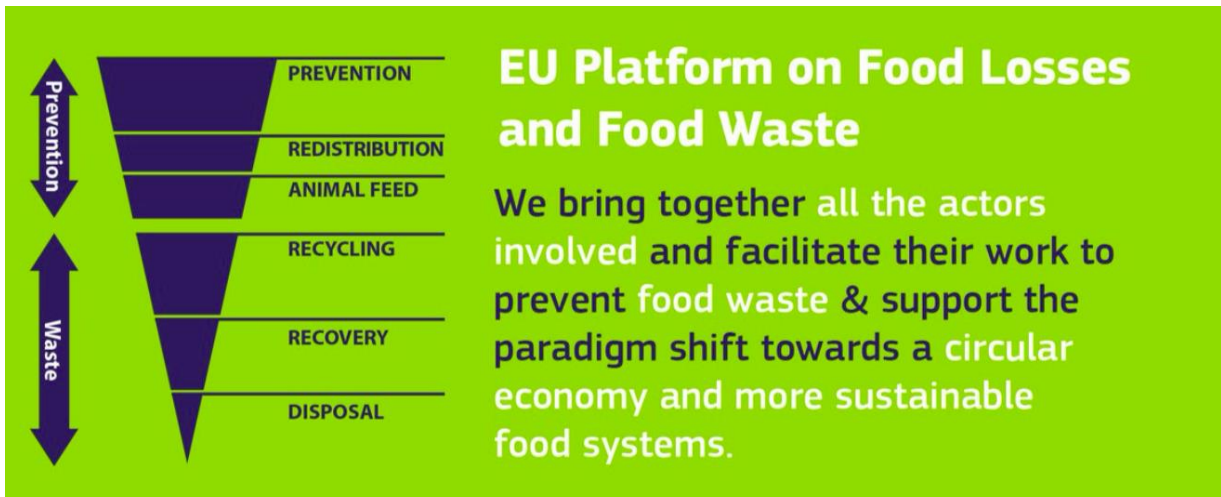 Prevention
PREVENTION
REDISTRIBUTION
ANIMAL FEED
Waste
RECYCLING
RECOVERY
DISPOSAL
EU Platform on Food Losses
and Food Waste
We bring together all the actors
involved and facilitate their work to
prevent food waste & support the
paradigm shift towards a circular
economy and more sustainable
food systems.